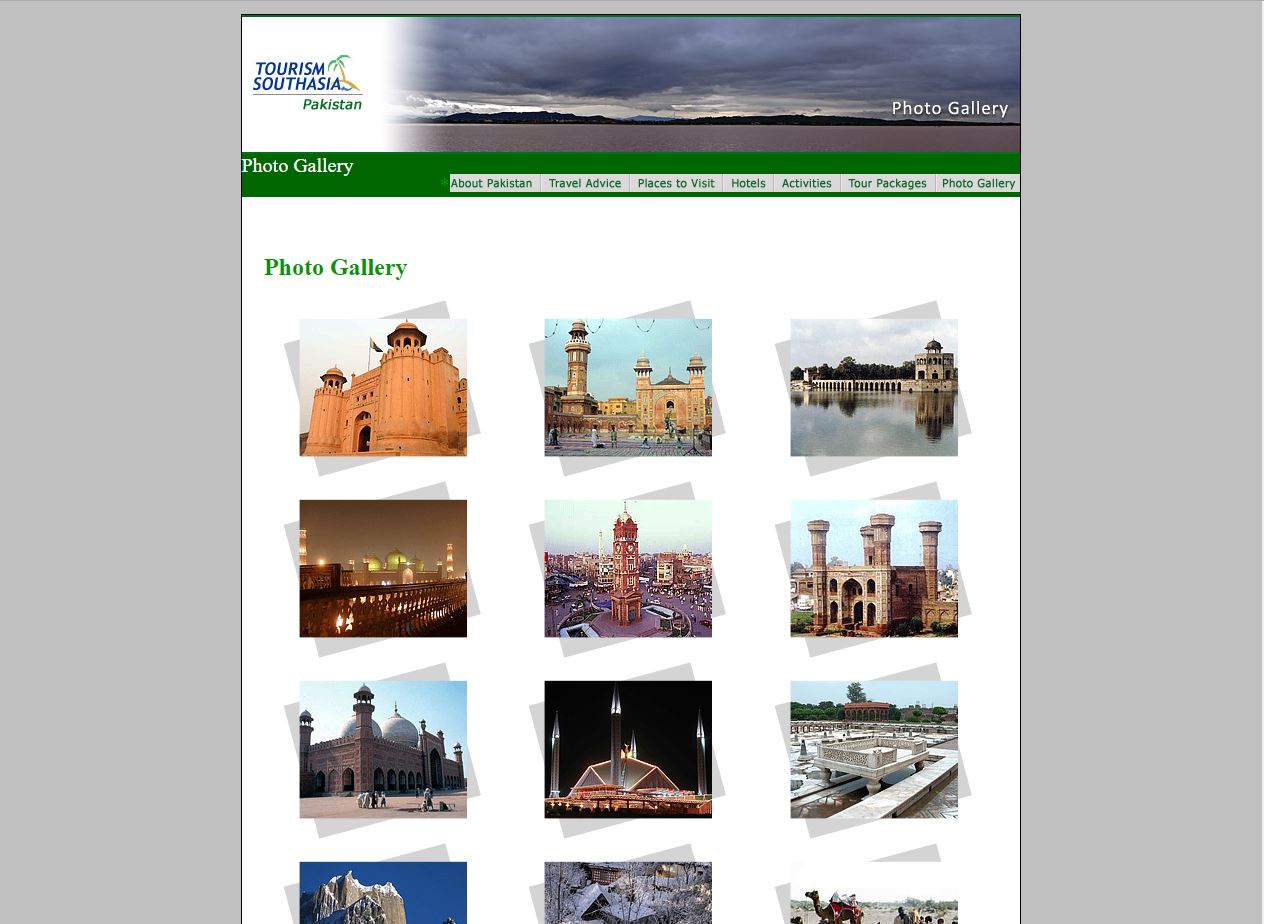 TOURISM
SOUTHASIA
Pakistan
Photo Gallery
Photo Gallery
*About Pakistan Travel Advice Places to Visit Hotels Activities Tour Packages Photo Gallery
Photo Gallery